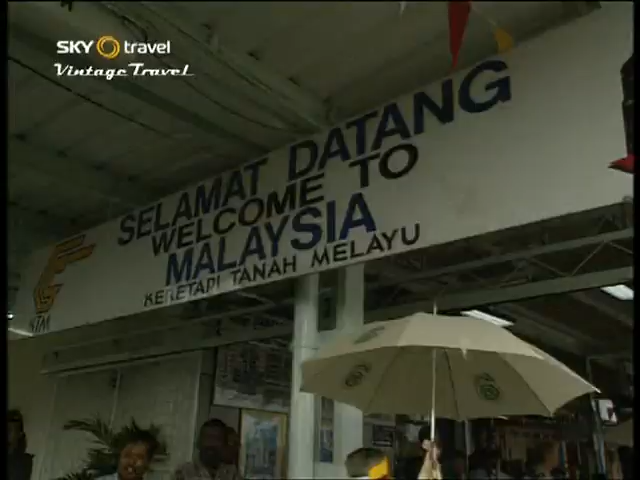 SKY travel
Vintage Travel
SELAMAT DATANG
WELCOME TO
MALAYSIA
KERETAPI TANAH MELAYU
KTM